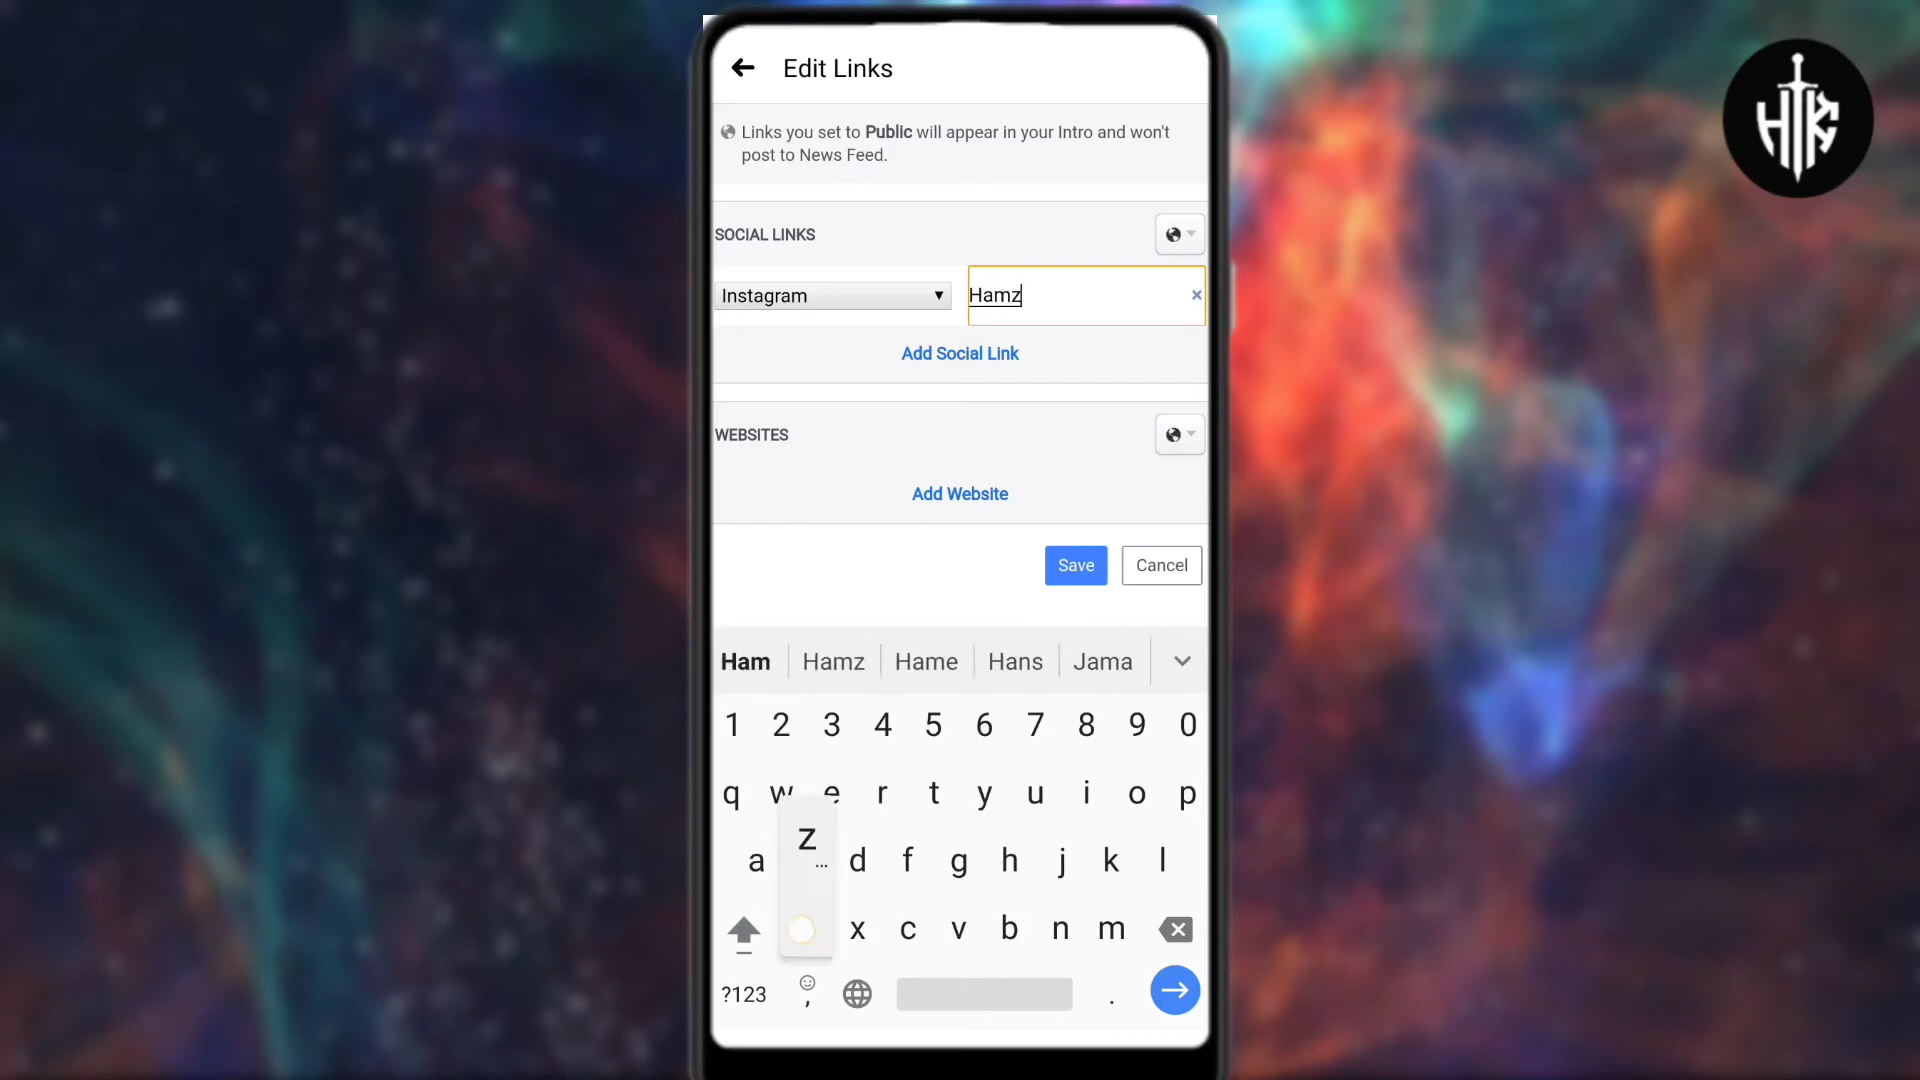 Edit Links
Links you set to Public will appear in your Intro and won't
post to News Feed.
SOCIAL LINKS
Instagram
Hamz
Add Social Link
WEBSITES
Add Website
Save Cancel
Ham Hamz Hame Hans Jama
1 2 3 4 5 6 7 8 9 0
q w e r t y u i o p
z
a d f g h j k l
x c v b n m
?123 , .
HTK